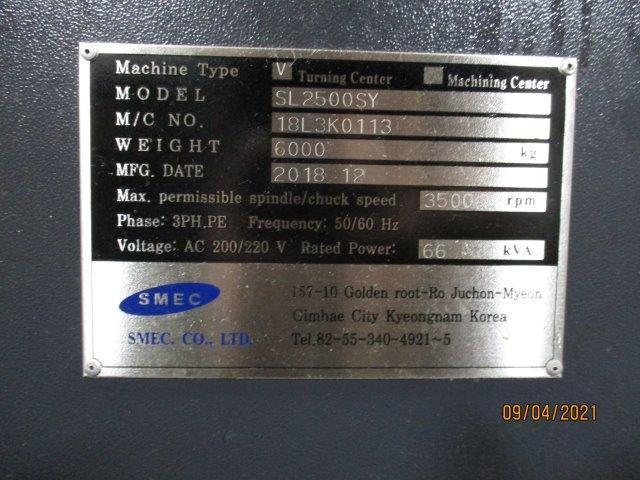 Machine Type V Turning Center Machining Center
MODEL SL2500SY
M/C NO. 18L3K0113
WEIGHT 6000 kg
MFG. DATE 2018 12
Max. permissible spindle/chuck speed 3500 rpm
Phase: 3PH.PE Frequency: 50/60 Hz
Voltage: AC 200/220 V Rated Power: 66 kVA
SMEC
SMEC. CO., LTD.
157-10 Golden root-Ro Juchon-Myeon
Gimhae City Kyeongnam Korea
Tel.82-55-340-4921~5
09/04/2021